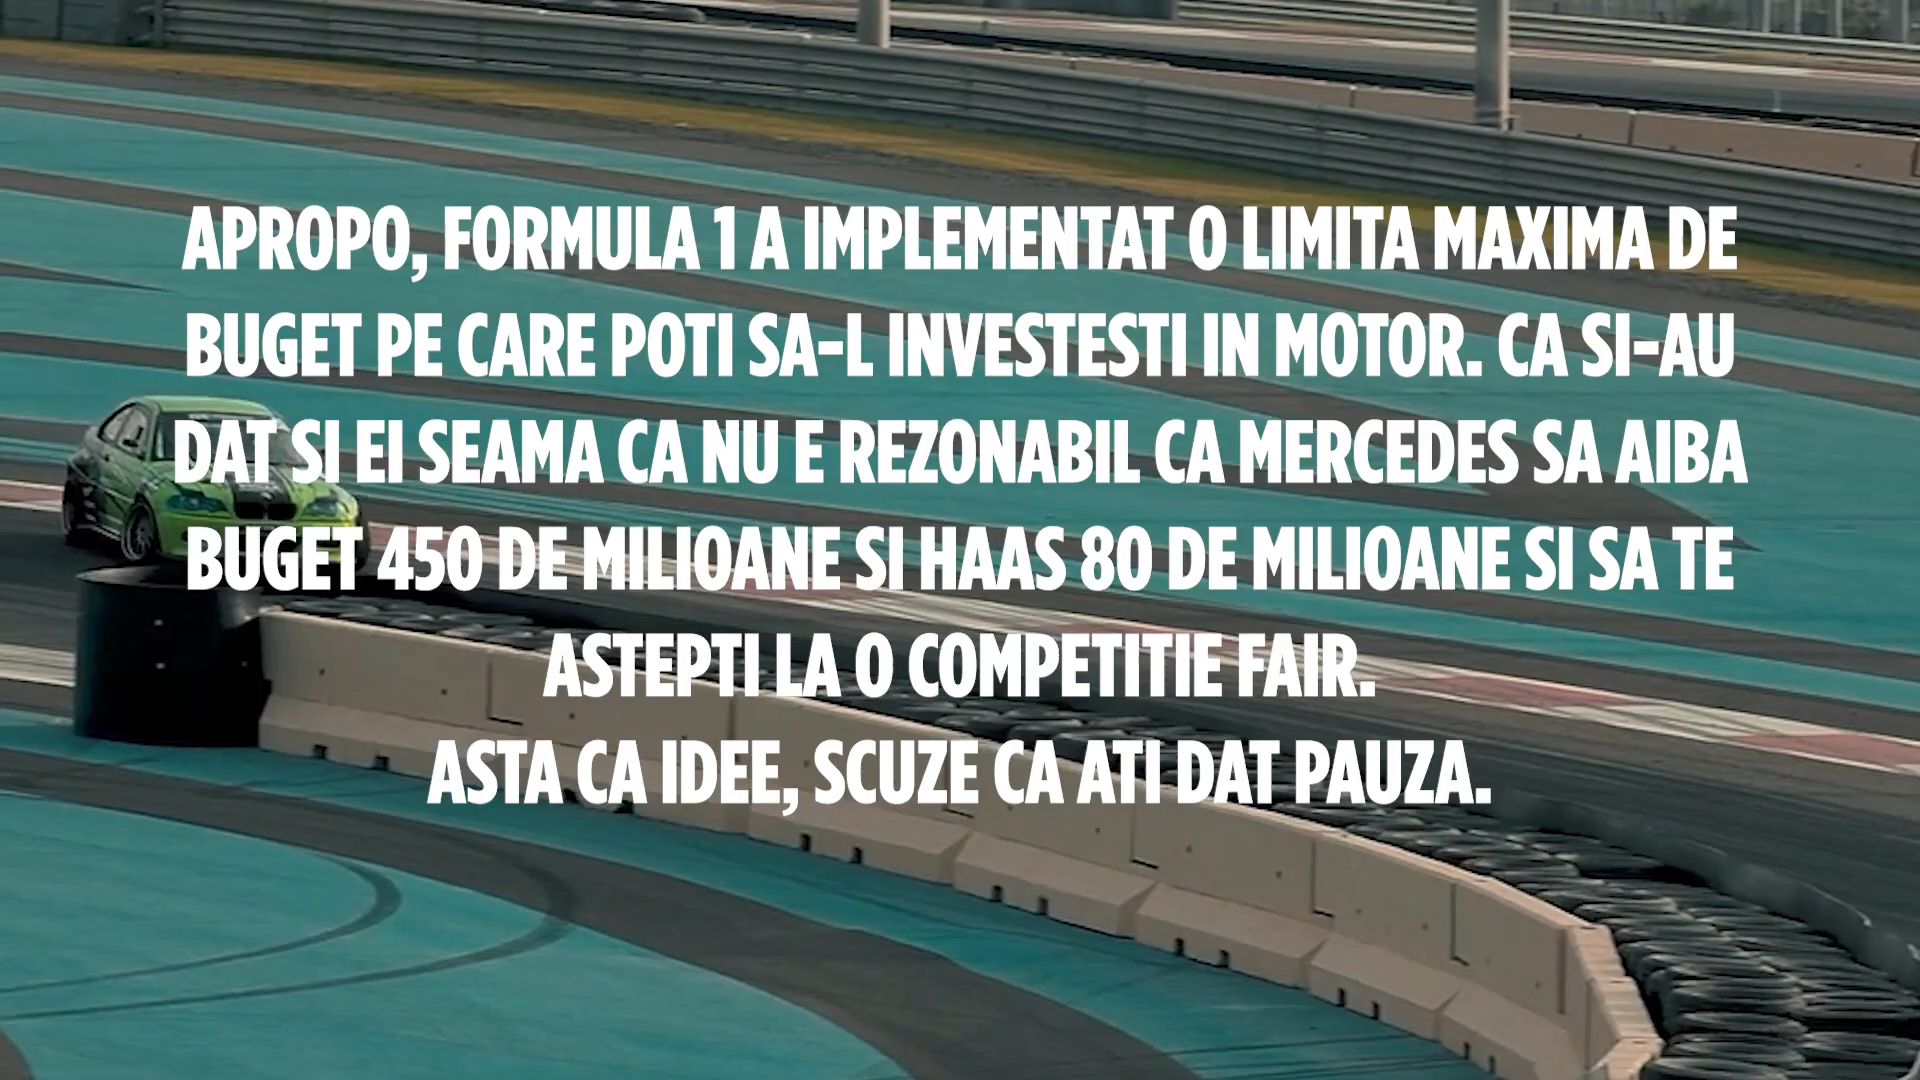 APROPO, FORMULA 1 A IMPLEMENTAT O LIMITA MAXIMA DE
BUGET PE CARE POTI SA-L INVESTESTI IN MOTOR. CA SI-AU
DAT SI EI SEAMA CA NU E REZONABIL CA MERCEDES SA AIBA
BUGET 450 DE MILIOANE SI HAAS 80 DE MILIOANE SI SA TE
ASTEPTI LA O COMPETITIE FAIR.
ASTA CA IDEE, SCUZE CA ATI DAT PAUZA.